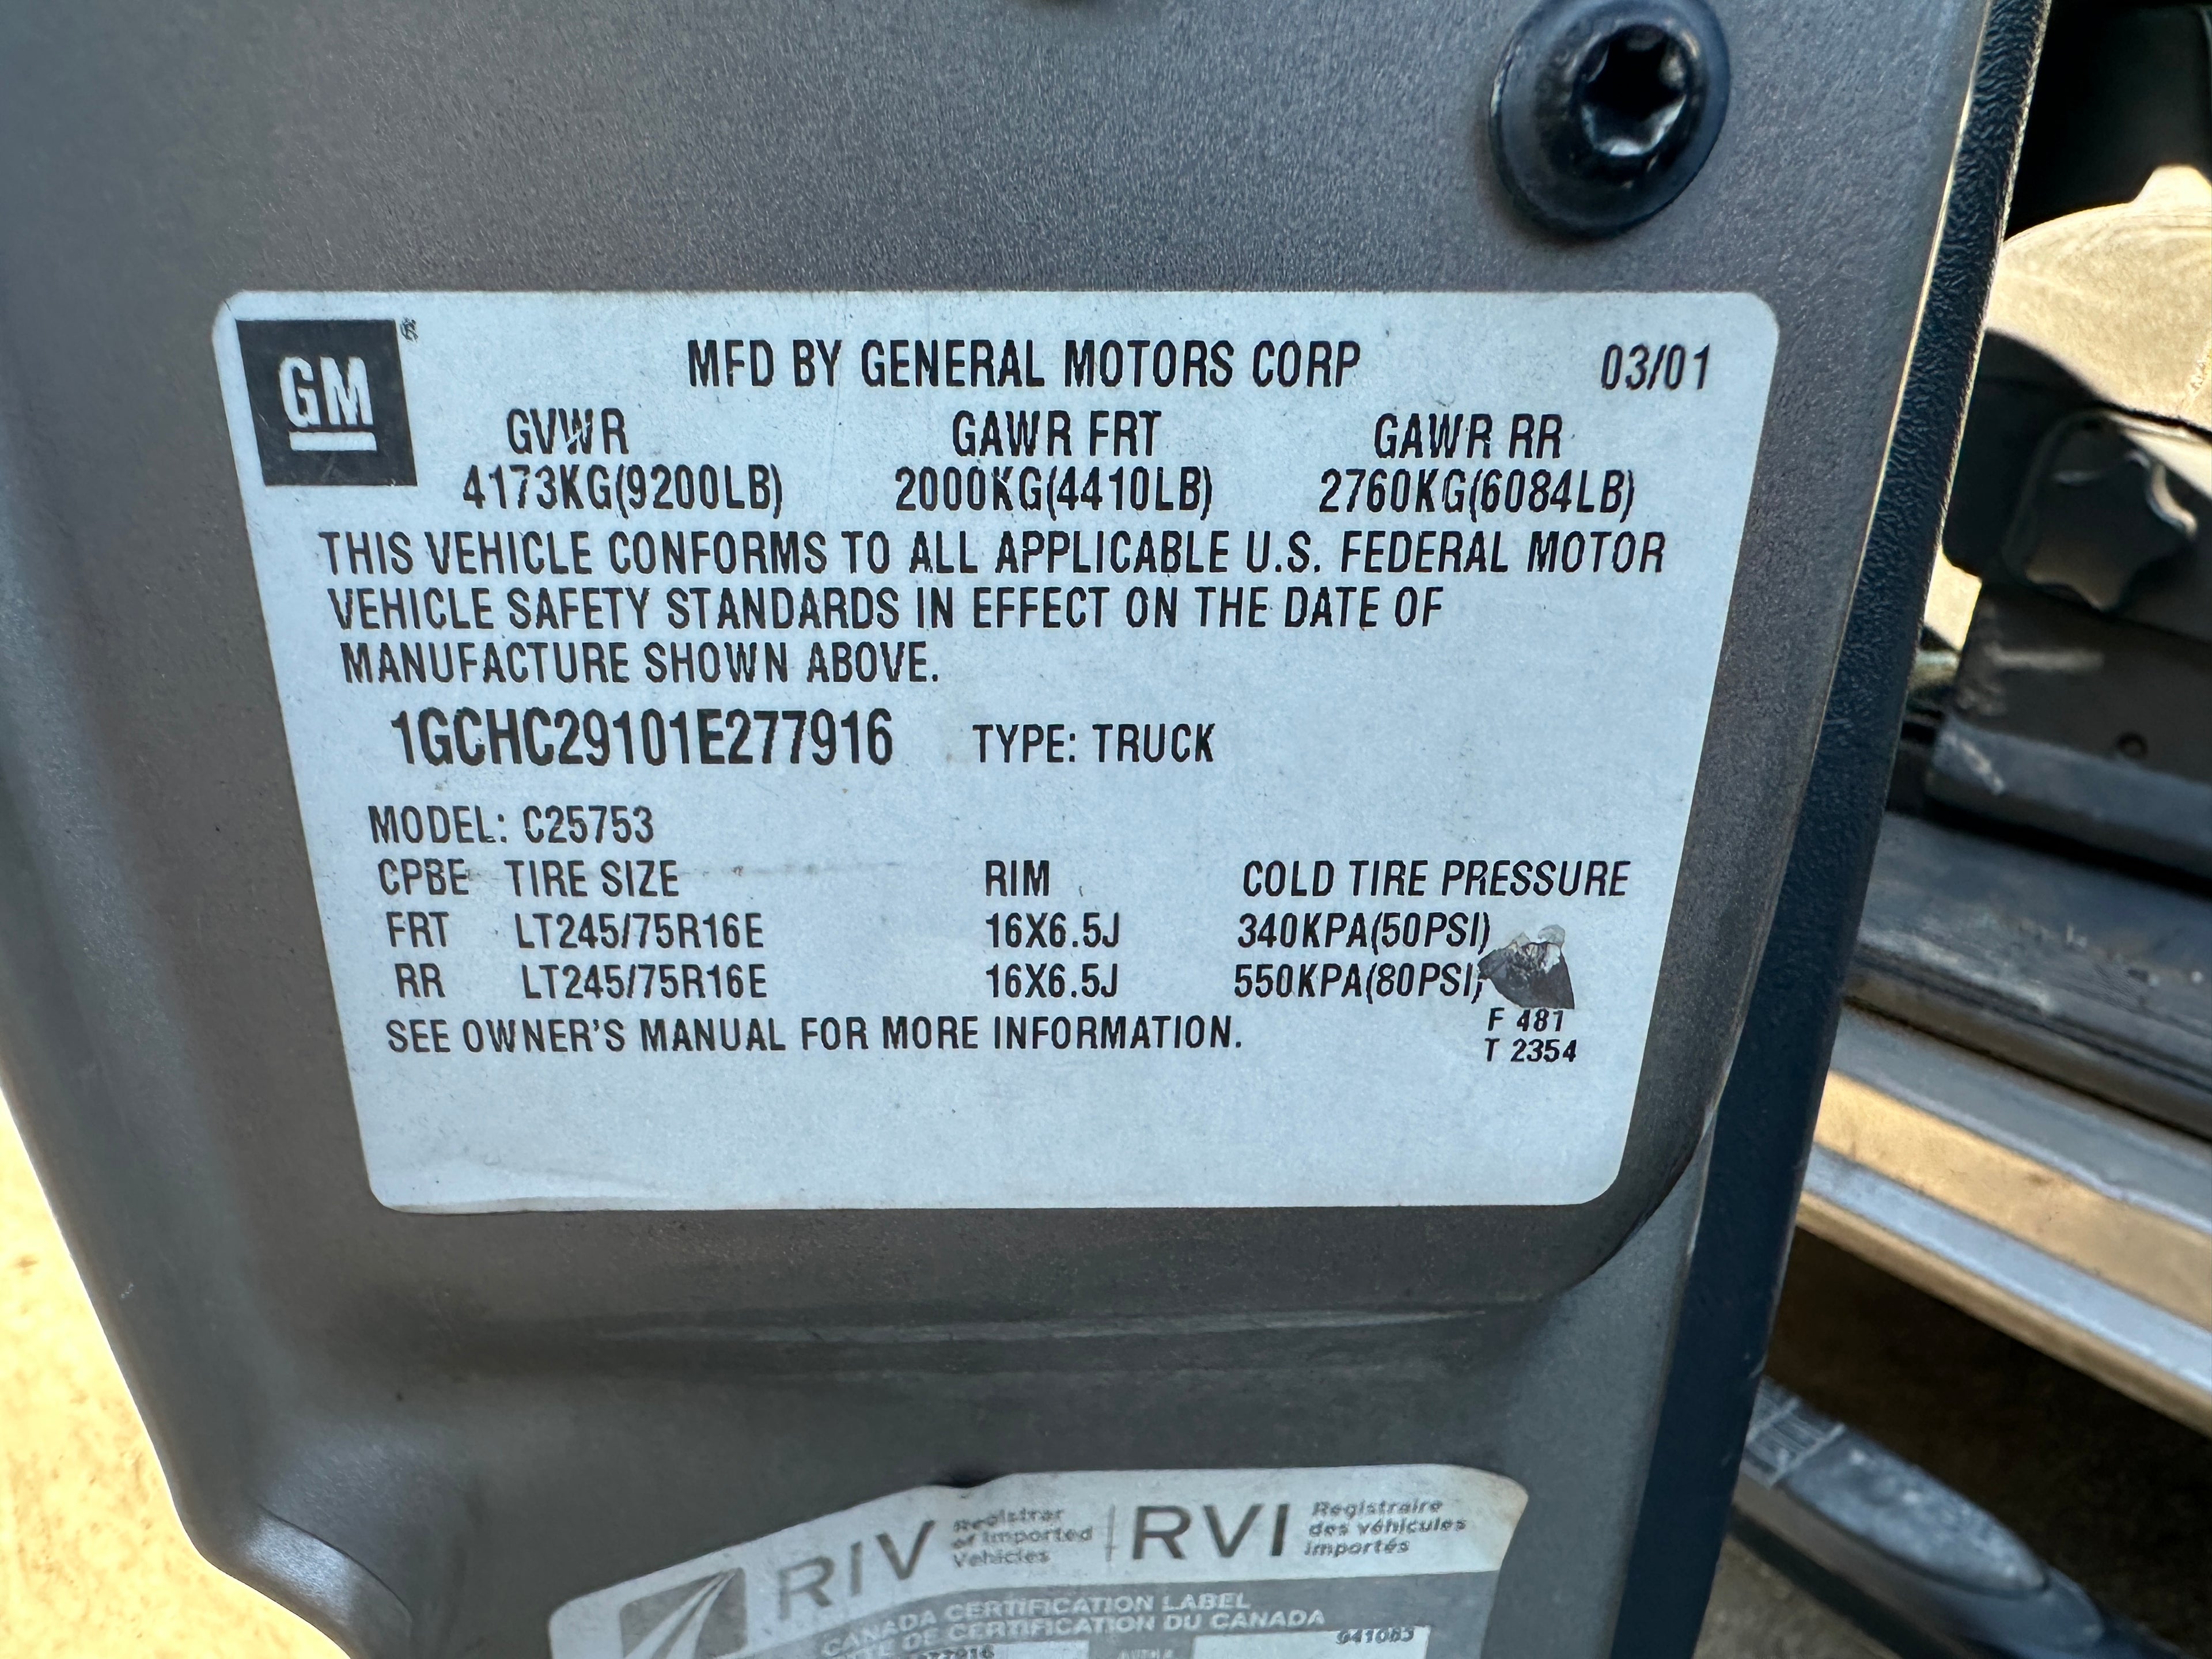 GM ®
MFD BY GENERAL MOTORS CORP 03/01
GVWR GAWR FRT GAWR RR
4173KG(9200LB) 2000KG(4410LB) 2760KG(6084LB)
THIS VEHICLE CONFORMS TO ALL APPLICABLE U.S. FEDERAL MOTOR
VEHICLE SAFETY STANDARDS IN EFFECT ON THE DATE OF
MANUFACTURE SHOWN ABOVE.
1GCHC29101E277916 TYPE: TRUCK
MODEL: C25753
CPBE TIRE SIZE RIM COLD TIRE PRESSURE
FRT LT245/75R16E 16X6.5J 340KPA(50PSI)
RR LT245/75R16E 16X6.5J 550KPA(80PSI)
F 481
SEE OWNER'S MANUAL FOR MORE INFORMATION.
T 2354
RIV Registrar of Imported Vehicles | RVI Registraire des véhicules importés
CANADA CERTIFICATION LABEL
DE CERTIFICATION DU CANADA